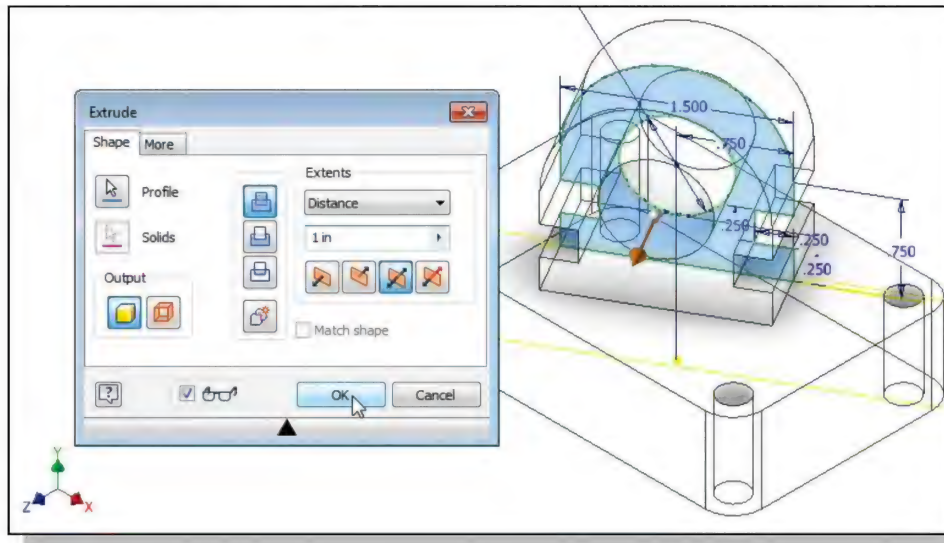 Extrude
Shape
More
Profile
Solids
Output
Extents
Distance
1 in
Match shape
OK
Cancel
1.500
.750
.250
.250
.250
.750
Y
Z
X